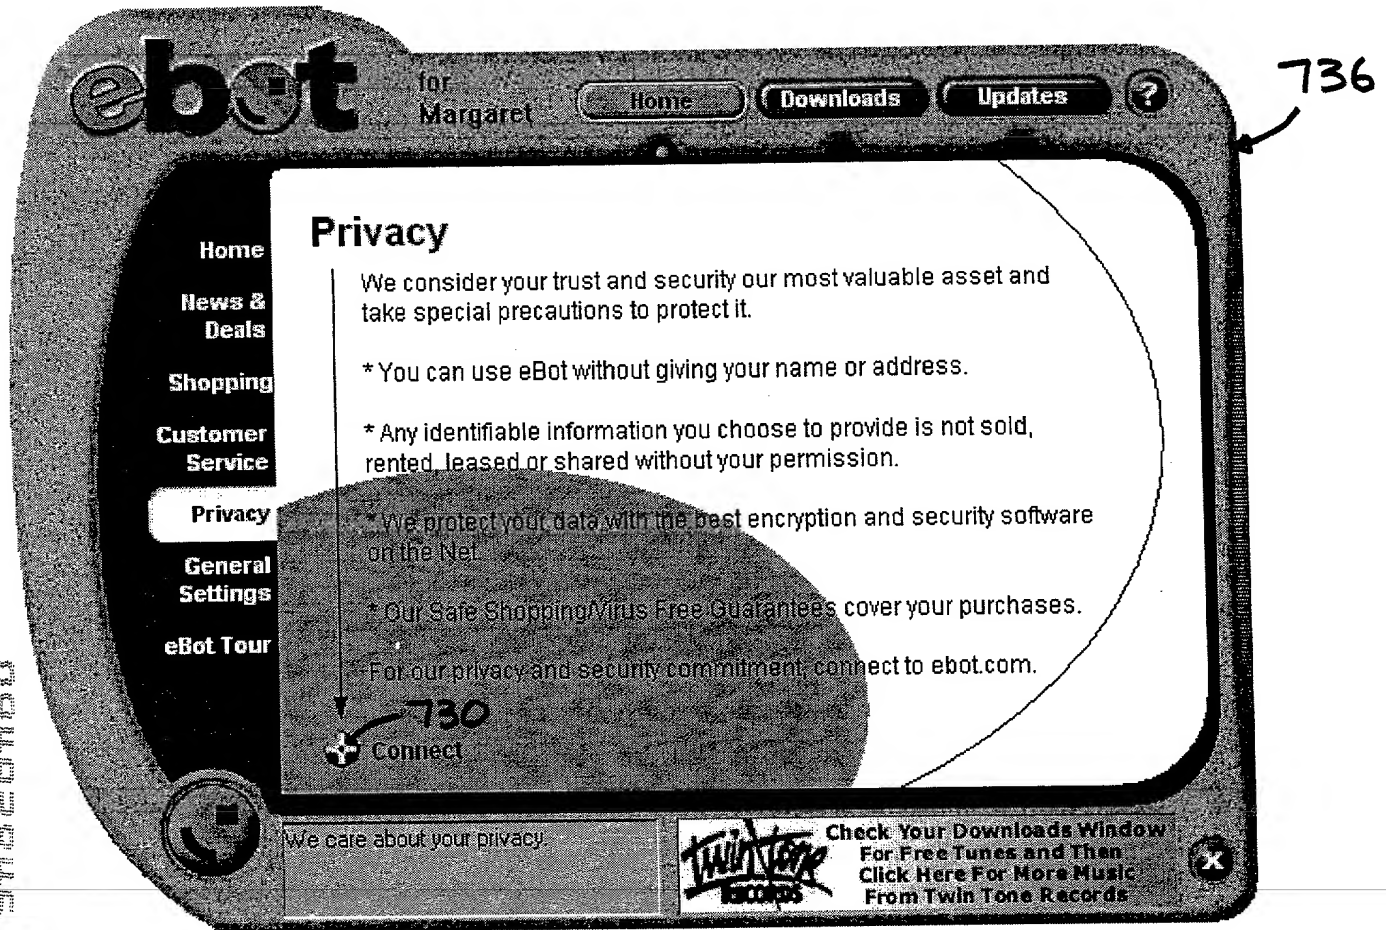 ebot
for
Margaret
Home
Downloads
Updates
?
736
Home
News &
Deals
Shopping
Customer
Service
Privacy
General
Settings
eBot Tour
Privacy
We consider your trust and security our most valuable asset and
take special precautions to protect it.
* You can use eBot without giving your name or address.
* Any identifiable information you choose to provide is not sold,
rented, leased or shared without your permission.
* We protect your data with the best encryption and security software
on the Net.
* Our Safe Shopping/Virus Free Guarantees cover your purchases.
For our privacy and security commitment, connect to ebot.com.
730
Connect
We care about your privacy.
Twin Tone
Records
Check Your Downloads Window
For Free Tunes and Then
Click Here For More Music
From Twin Tone Records
X